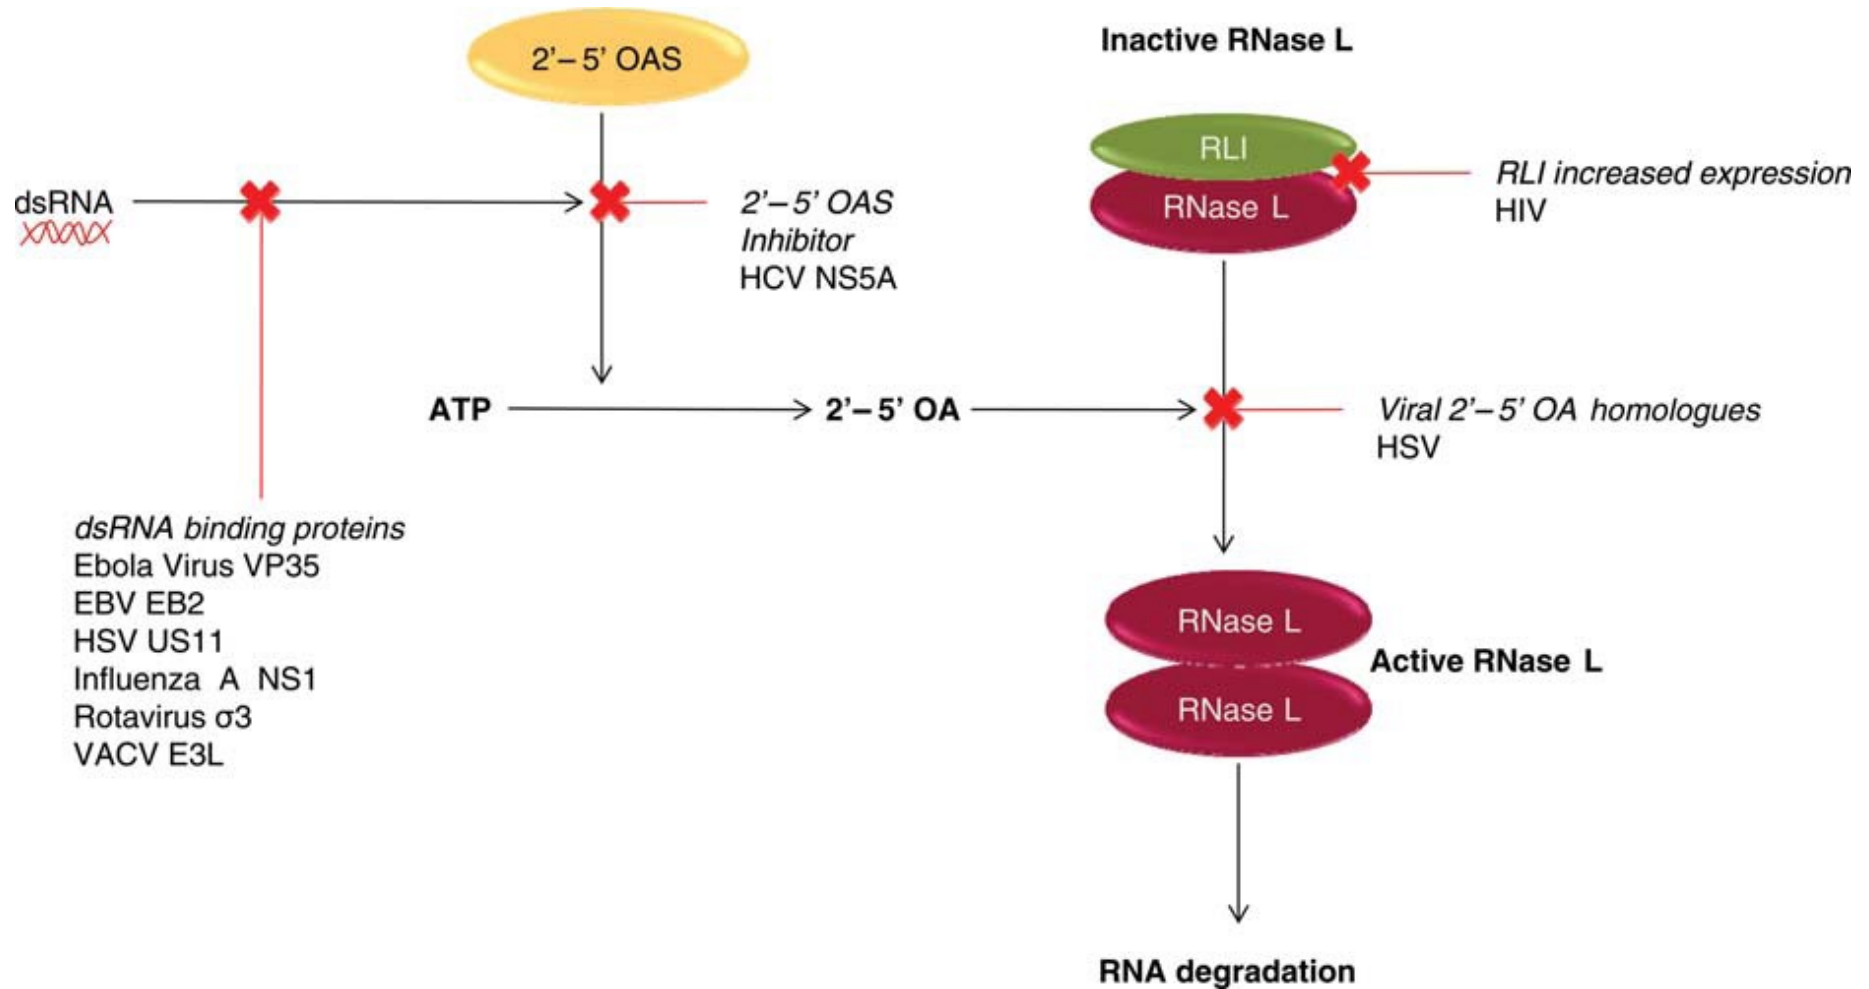 2’– 5’ OAS
Inactive RNase L
RLI
RNase L
RLI increased expression
HIV
dsRNA
2’– 5’ OAS
Inhibitor
HCV NS5A
ATP
2’– 5’ OA
Viral 2’– 5’ OA homologues
HSV
dsRNA binding proteins
Ebola Virus VP35
EBV EB2
HSV US11
Influenza A NS1
Rotavirus σ3
VACV E3L
RNase L
RNase L
Active RNase L
RNA degradation